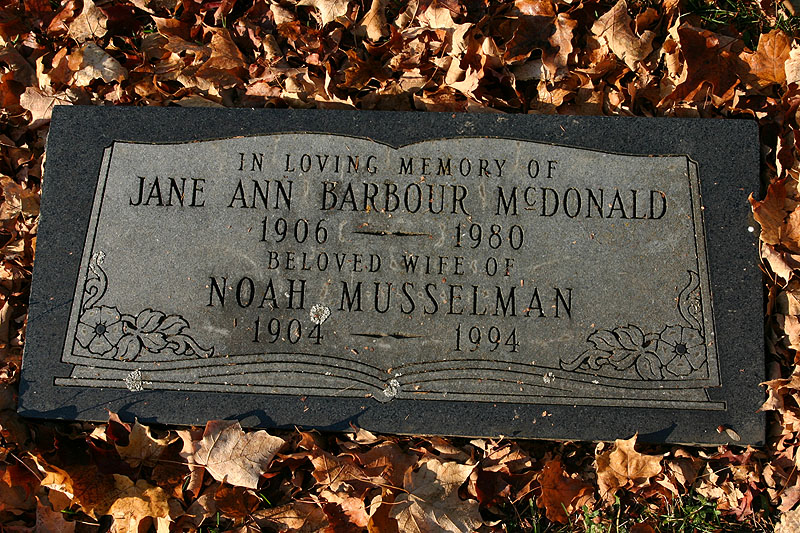 IN LOVING MEMORY OF
JANE ANN BARBOUR McDONALD
1906 — 1980
BELOVED WIFE OF
NOAH MUSSELMAN
1904 — 1994